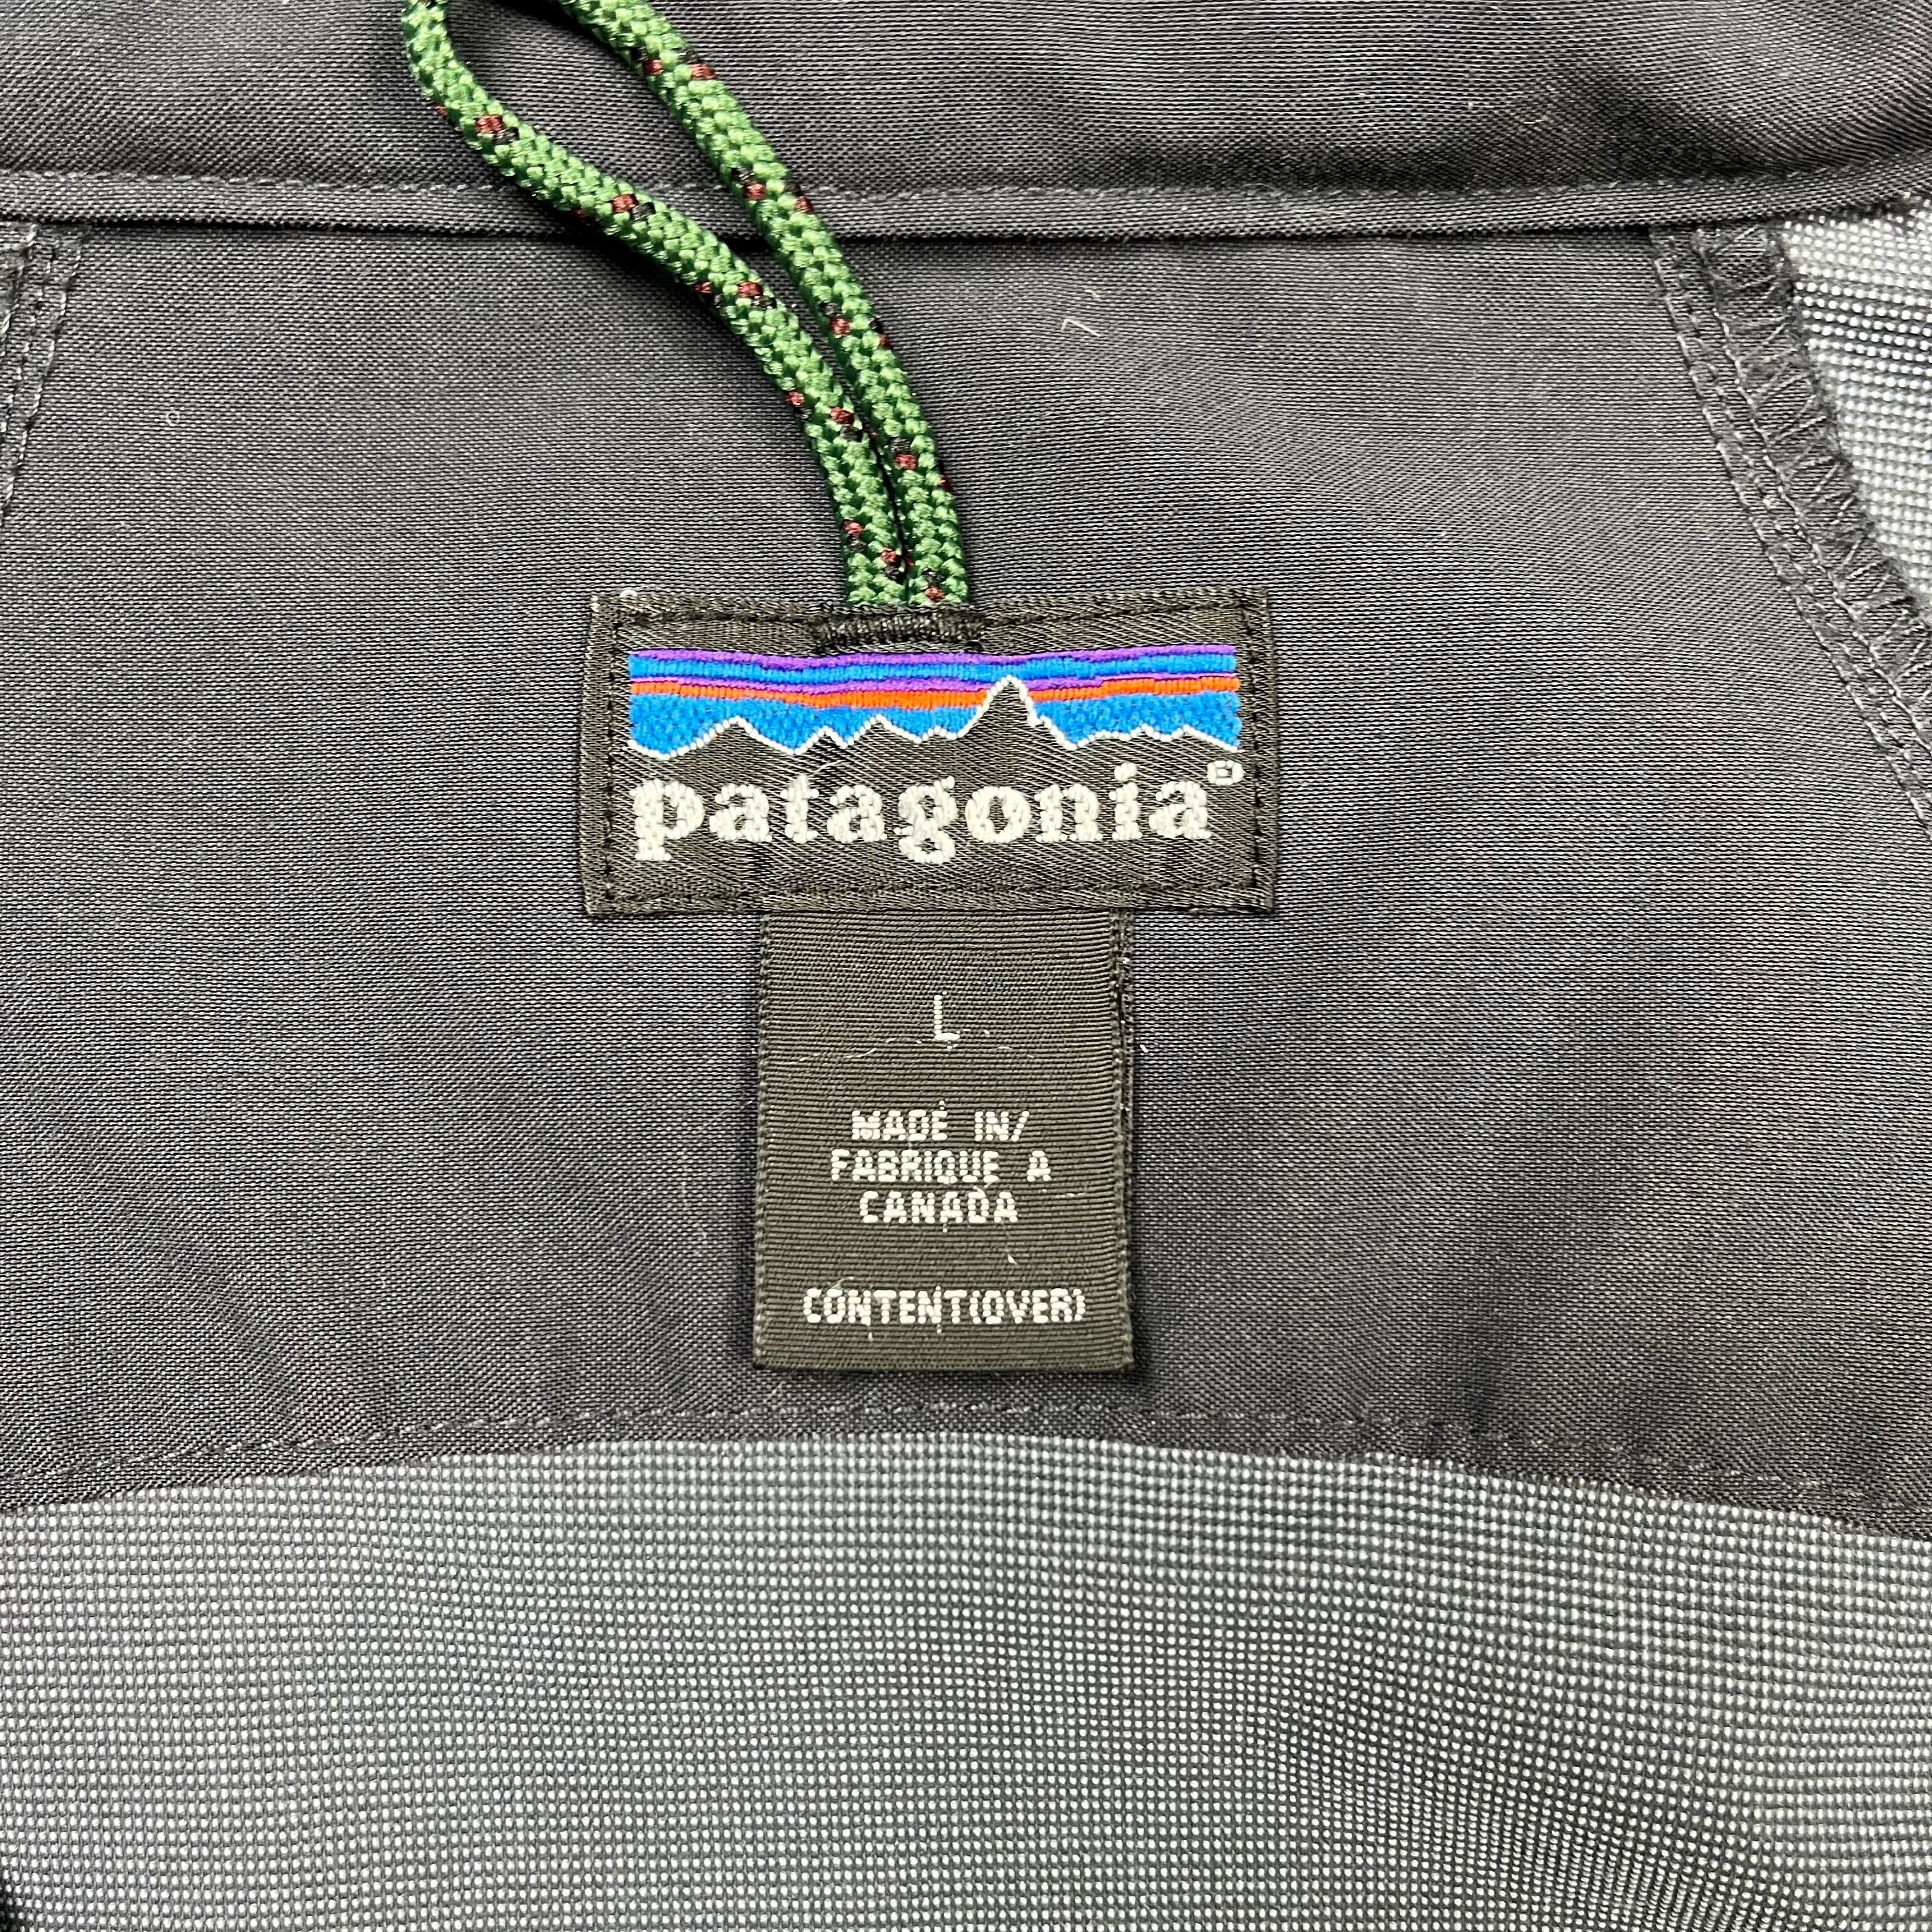 patagonia®
L
MADE IN/
FABRIQUE A
CANADA
CONTENT(OVER)